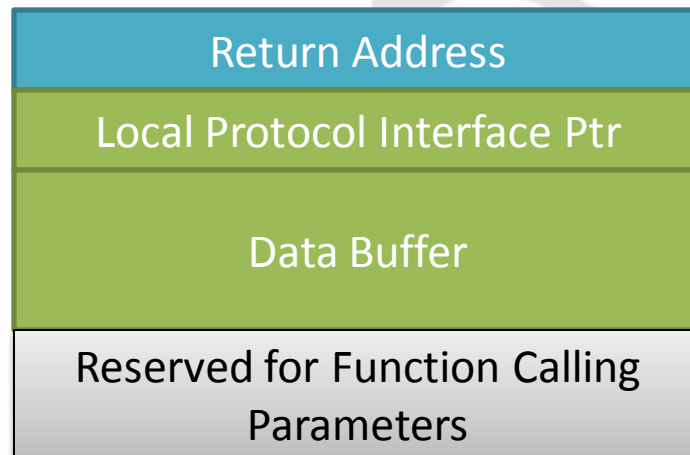 Return Address
Local Protocol Interface Ptr
Data Buffer
Reserved for Function Calling
Parameters